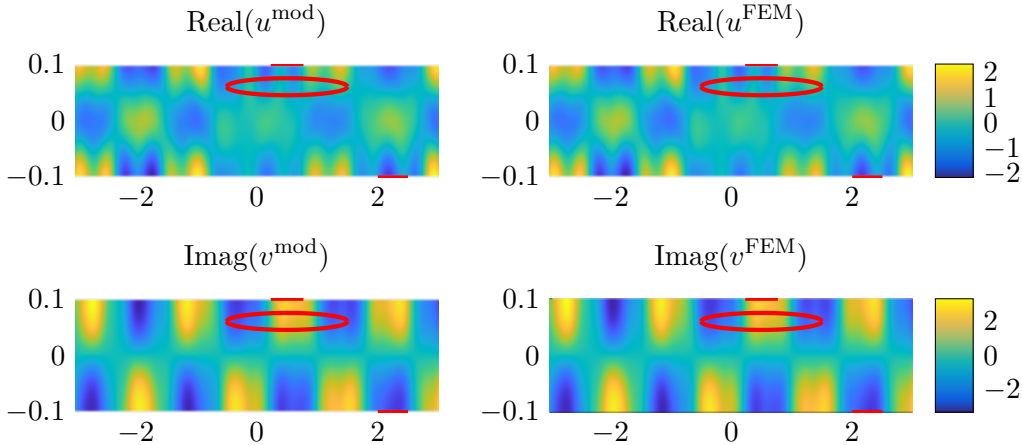 Real(u^mod) Real(u^FEM)
0.1 0.1 2
1
0 0 0
−1
−0.1 −0.1 −2
−2 0 2 −2 0 2
Imag(v^mod) Imag(v^FEM)
0.1 0.1
2
0 0 0
−2
−0.1 −0.1
−2 0 2 −2 0 2